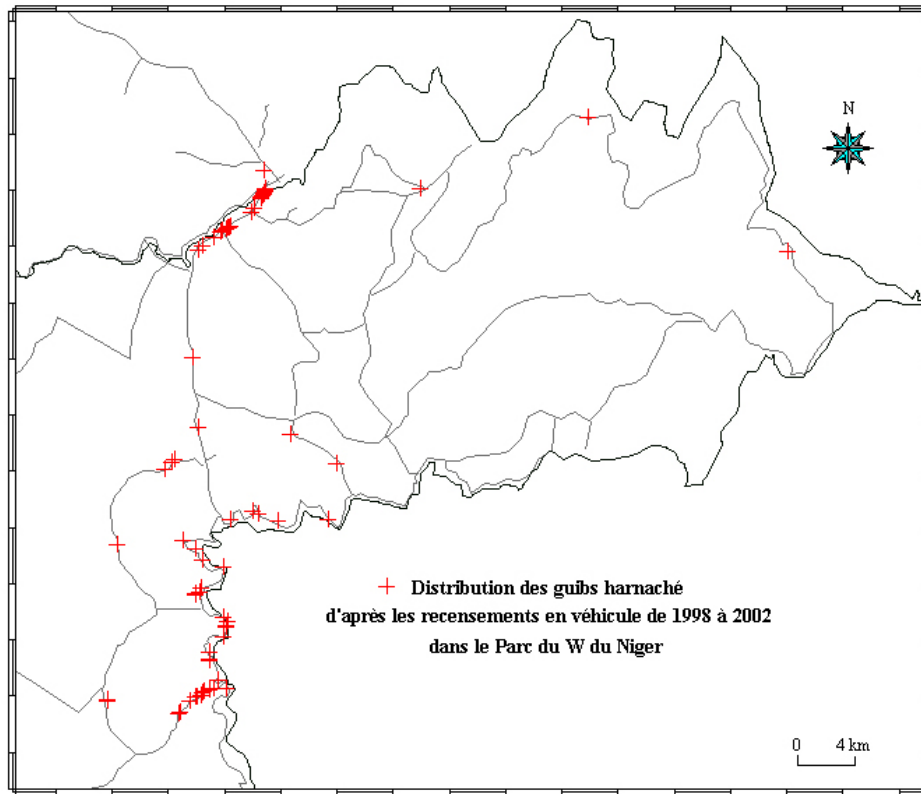 N
+ Distribution des guibs harnaché
d'après les recensements en véhicule de 1998 à 2002
dans le Parc du W du Niger
0 4 km